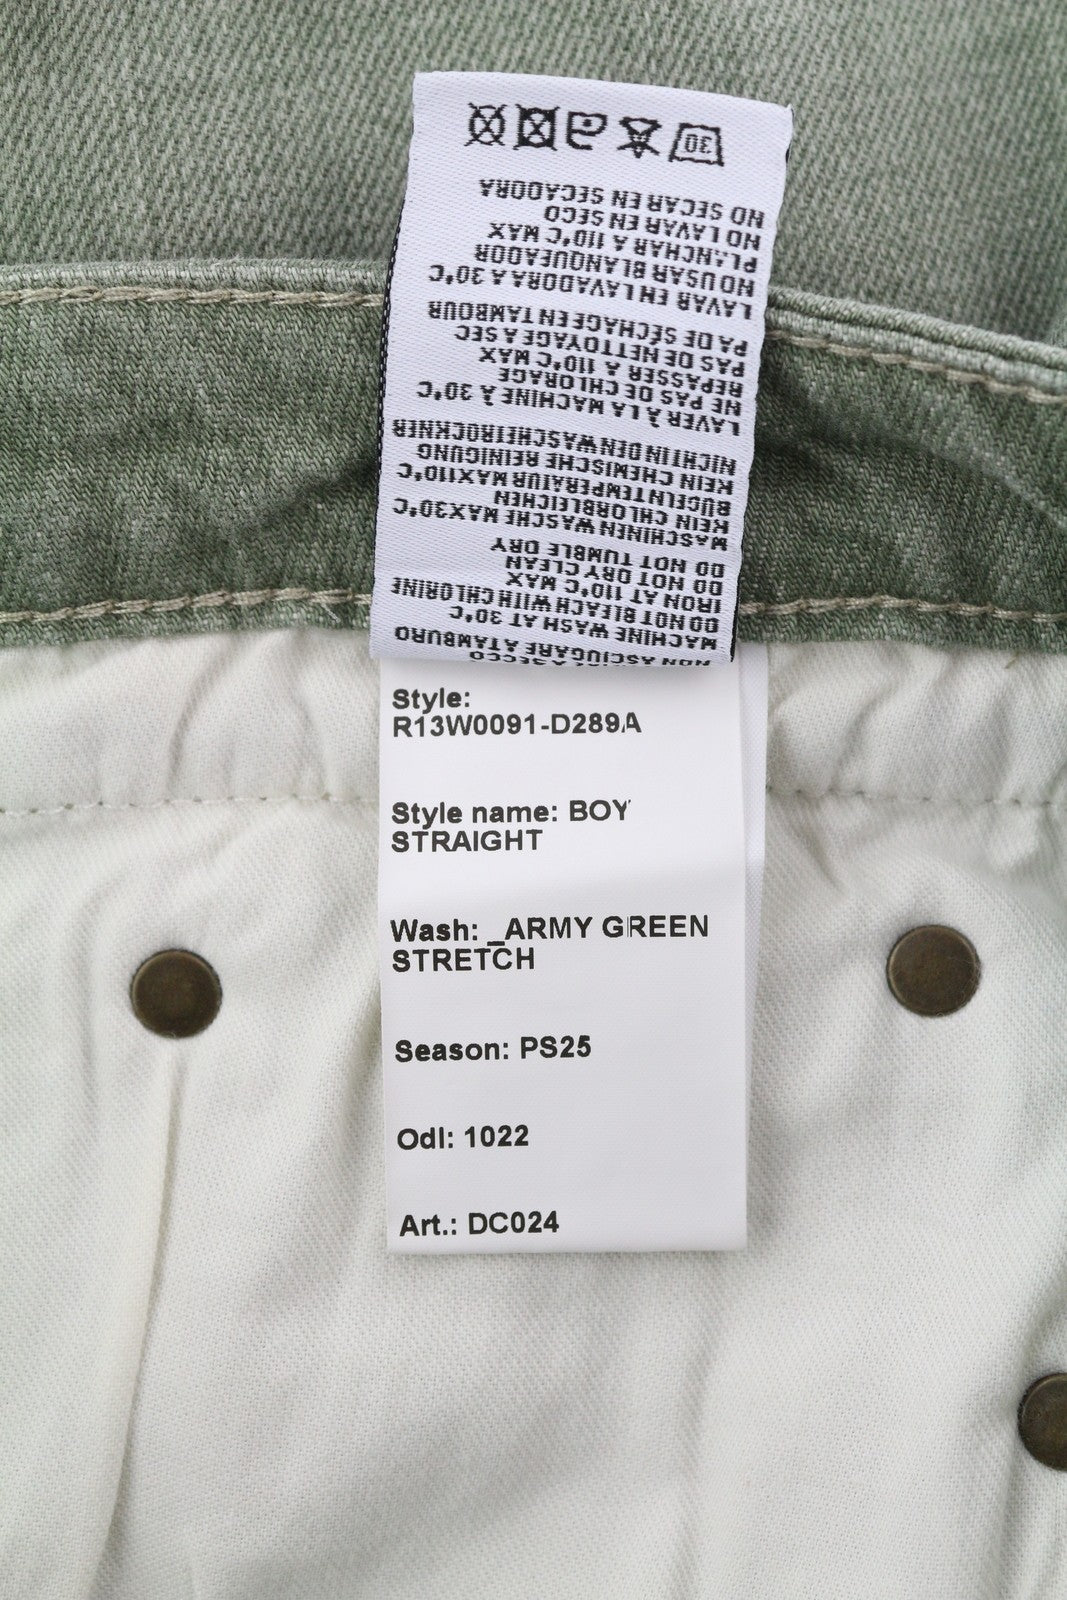 A SECCO
NON ASCIUGARE A TAMBURO
MACHINE WASH AT 30°C
DO NOT BLEACH WITH CHLORINE
IRON AT 110°C MAX
DO NOT DRY CLEAN
DO NOT TUMBLE DRY
MASCHINEN WASCHE MAX30°C
KEIN CHLORBLEICHEN
BUGELNTEMPERATUR MAX110°C
KEIN CHEMISCHE REINIGUNG
NICHT IN DEN WASCHETROCKNER
LAVER À LA MACHINE À 30°C
NE PAS DE CHLORAGE
REPASSER A 110°C MAX
PAS DE NETTOYAGE A SEC
PA DE SÉCHAGE EN TAMBOUR
LAVAR EN LAVADORA A 30°C
NO USAR BLANQUEADOR
PLANCHAR A 110°C MAX
NO LAVAR EN SECO
NO SECAR EN SECADORA
30
Style:
R13W0091-D289A
Style name: BOY
STRAIGHT
Wash: _ARMY GREEN
STRETCH
Season: PS25
Odl: 1022
Art.: DC024